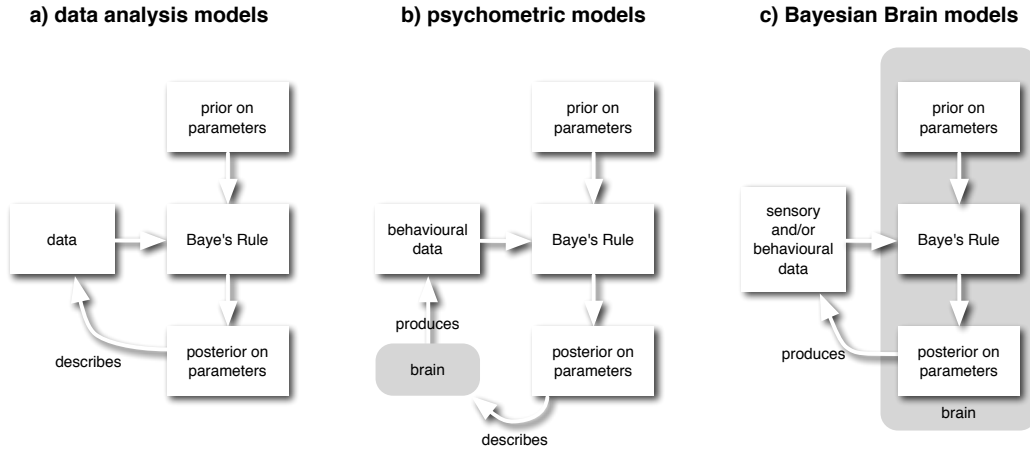 a) data analysis models
prior on
parameters
data
Baye's Rule
describes
posterior on
parameters
b) psychometric models
prior on
parameters
behavioural
data
Baye's Rule
produces
brain
posterior on
parameters
describes
c) Bayesian Brain models
prior on
parameters
sensory
and/or
behavioural
data
Baye's Rule
produces
posterior on
parameters
brain